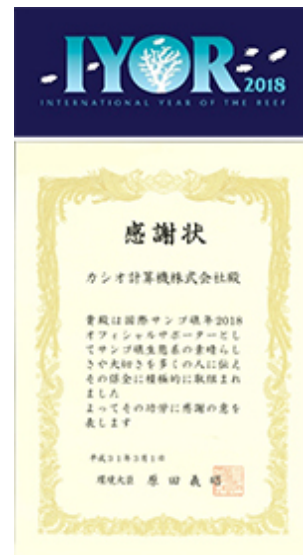 IYOR 2018
INTERNATIONAL YEAR OF THE REEF
感謝状
カシオ計算機株式会社殿
貴殿は国際サンゴ礁年2018
オフィシャルサポーターとし
てサンゴ礁生態系の素晴らし
さや大切さを多くの人に伝え
その保全に積極的に取組まれ
ました
よってその功労に感謝の意を
表します
平成31年3月1日
環境大臣 原田義昭